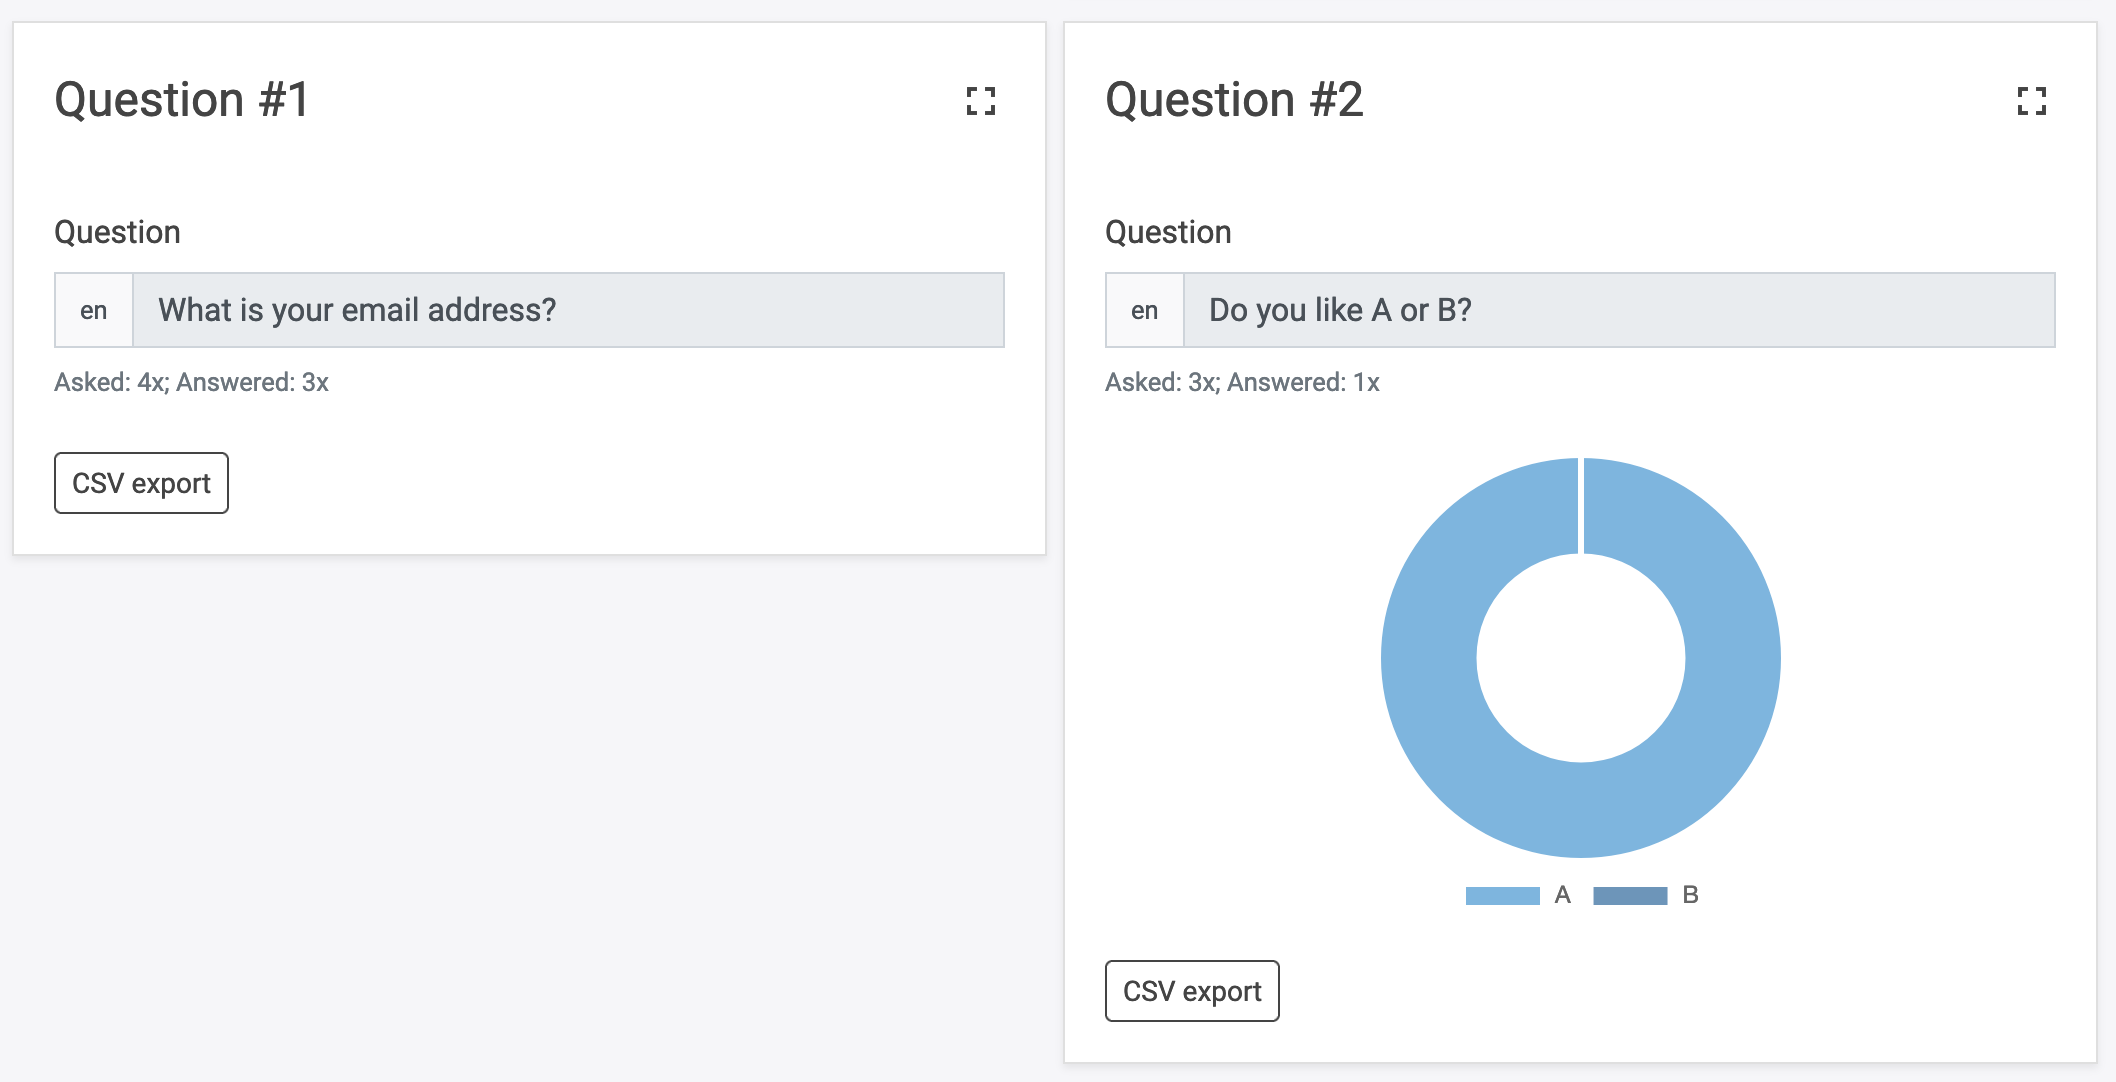 Question #1
Question
en What is your email address?
Asked: 4x; Answered: 3x
CSV export
Question #2
Question
en Do you like A or B?
Asked: 3x; Answered: 1x
A B
CSV export